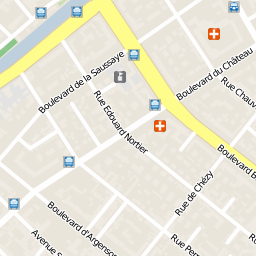 Boulevard de la Saussaye
Boulevard du Château
Rue Chauv
Rue Edouard Nortier
Boulevard B
Rue de Chézy
Boulevard d'Argenson
Avenue S
Rue Perr